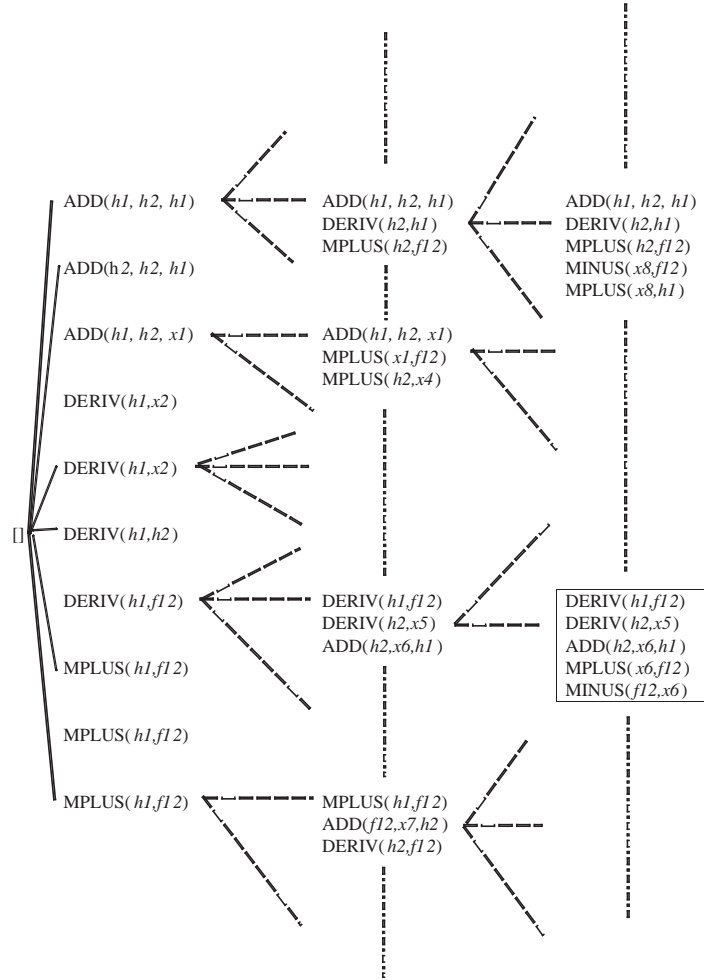 ADD(h1, h2, h1)
ADD(h2, h2, h1)
ADD(h1, h2, x1)
DERIV(h1,x2)
DERIV(h1,x2)
[]
DERIV(h1,h2)
DERIV(h1,f12)
MPLUS(h1,f12)
MPLUS(h1,f12)
MPLUS(h1,f12)
ADD(h1, h2, h1)
DERIV(h2,h1)
MPLUS(h2,f12)
ADD(h1, h2, x1)
MPLUS(x1,f12)
MPLUS(h2,x4)
DERIV(h1,f12)
DERIV(h2,x5)
ADD(h2,x6,h1)
MPLUS(h1,f12)
ADD(f12,x7,h2)
DERIV(h2,f12)
ADD(h1, h2, h1)
DERIV(h2,h1)
MPLUS(h2,f12)
MINUS(x8,f12)
MPLUS(x8,h1)
DERIV(h1,f12)
DERIV(h2,x5)
ADD(h2,x6,h1)
MPLUS(x6,f12)
MINUS(f12,x6)